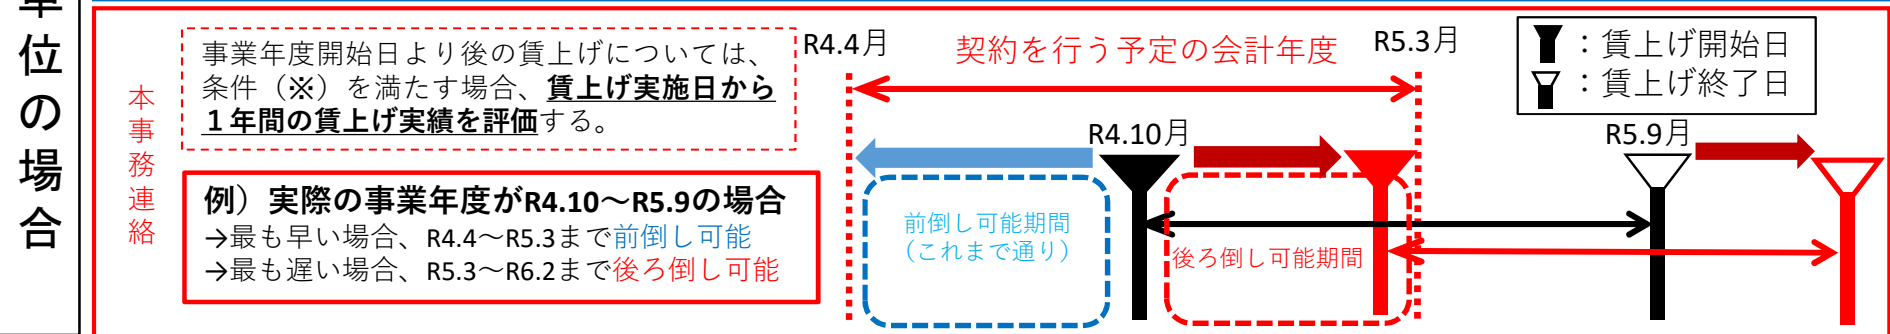 単位の場合
本事務連絡
事業年度開始日より後の賃上げについては、
条件（※）を満たす場合、賃上げ実施日から
１年間の賃上げ実績を評価する。
例）実際の事業年度がR4.10～R5.9の場合
→最も早い場合、R4.4～R5.3まで前倒し可能
→最も遅い場合、R5.3～R6.2まで後ろ倒し可能
R4.4月
契約を行う予定の会計年度
R5.3月
：賃上げ開始日
：賃上げ終了日
R4.10月
R5.9月
前倒し可能期間
（これまで通り）
後ろ倒し可能期間